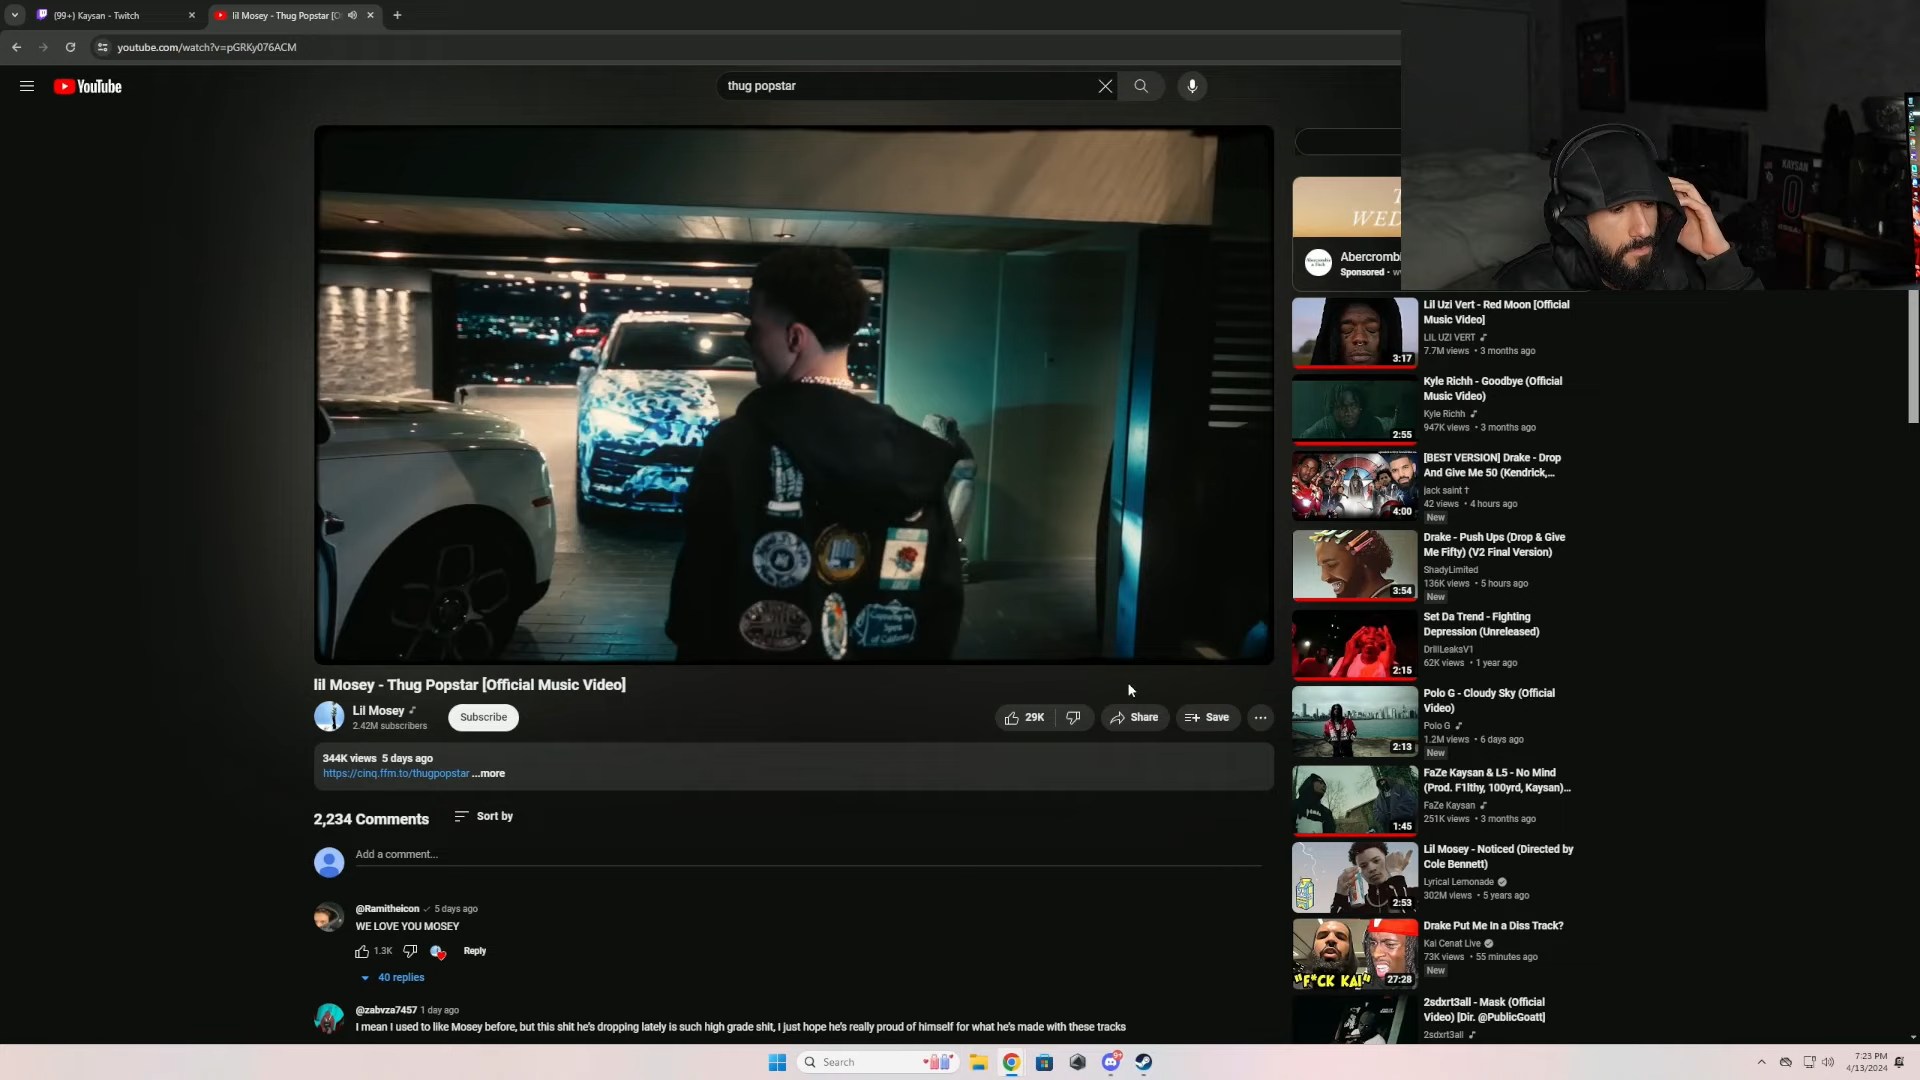 (99+) Kaysan - Twitch
lil Mosey - Thug Popstar [O
youtube.com/watch?v=pGRKy076ACM
YouTube
thug popstar
WED
Abercrombi
Sponsored
KAYSAN
0
Capturing the
Spirit
of California
lil Mosey - Thug Popstar [Official Music Video]
Lil Mosey
2.42M subscribers
Subscribe
29K
Share
Save
344K views 5 days ago
https://cinq.ffm.to/thugpopstar ...more
2,234 Comments
Sort by
Add a comment...
@Ramitheicon 5 days ago
WE LOVE YOU MOSEY
1.3K
Reply
40 replies
@zabvza7457 1 day ago
I mean I used to like Mosey before, but this shit he's dropping lately is such high grade shit, I just hope he's really proud of himself for what he's made with these tracks
3:17
Lil Uzi Vert - Red Moon [Official
Music Video]
LIL UZI VERT
7.7M views • 3 months ago
2:55
Kyle Richh - Goodbye (Official
Music Video)
Kyle Richh
947K views • 3 months ago
4:00
[BEST VERSION] Drake - Drop
And Give Me 50 (Kendrick,...
jack saint †
42 views • 4 hours ago
New
3:54
Drake - Push Ups (Drop & Give
Me Fifty) (V2 Final Version)
ShadyLimited
136K views • 5 hours ago
New
2:15
Set Da Trend - Fighting
Depression (Unreleased)
DrillLeaksV1
62K views • 1 year ago
2:13
Polo G - Cloudy Sky (Official
Video)
Polo G
1.2M views • 6 days ago
New
1:45
FaZe Kaysan & L5 - No Mind
(Prod. F1lthy, 100yrd, Kaysan)...
FaZe Kaysan
251K views • 3 months ago
2:53
Lil Mosey - Noticed (Directed by
Cole Bennett)
Lyrical Lemonade
302M views • 5 years ago
"F*CK KAI"
27:28
Drake Put Me In a Diss Track?
Kai Cenat Live
73K views • 55 minutes ago
New
2sdxrt3all - Mask (Official
Video) [Dir. @PublicGoatt]
2sdxrt3all
Search
9+
7:23 PM
4/13/2024